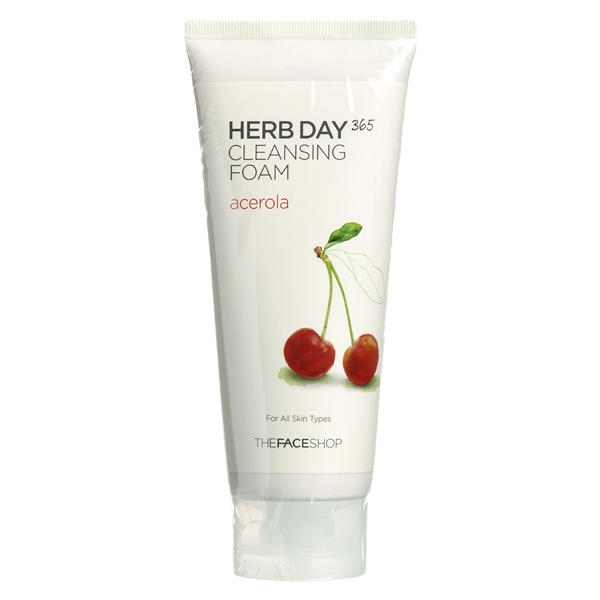 HERB DAY 365
CLEANSING
FOAM
acerola
For All Skin Types
THEFACESHOP